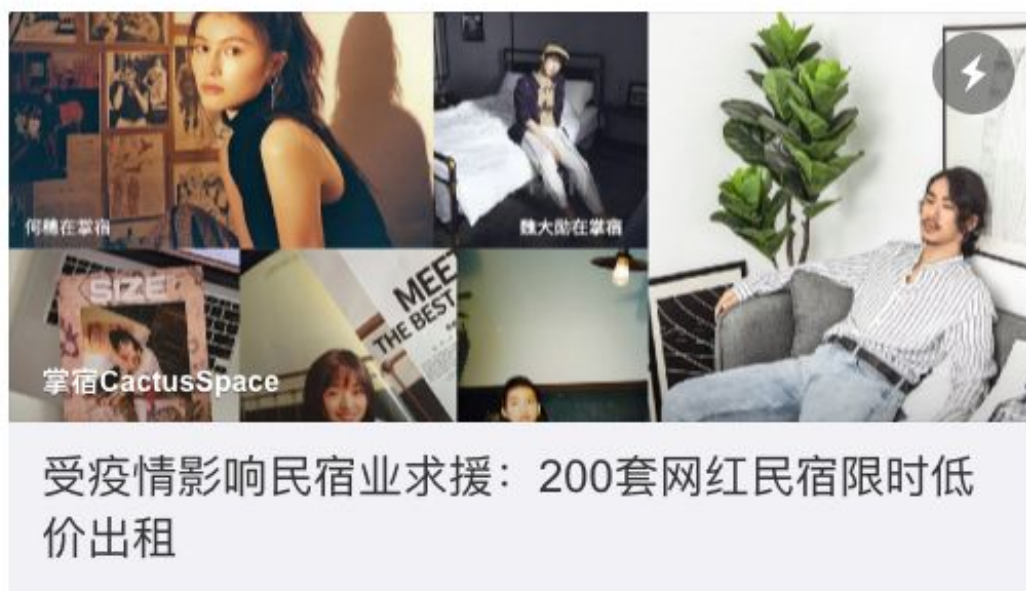 何穗在掌宿
魏大勋在掌宿
SIZE
MEET
THE BEST
掌宿CactusSpace
受疫情影响民宿业求援：200套网红民宿限时低
价出租